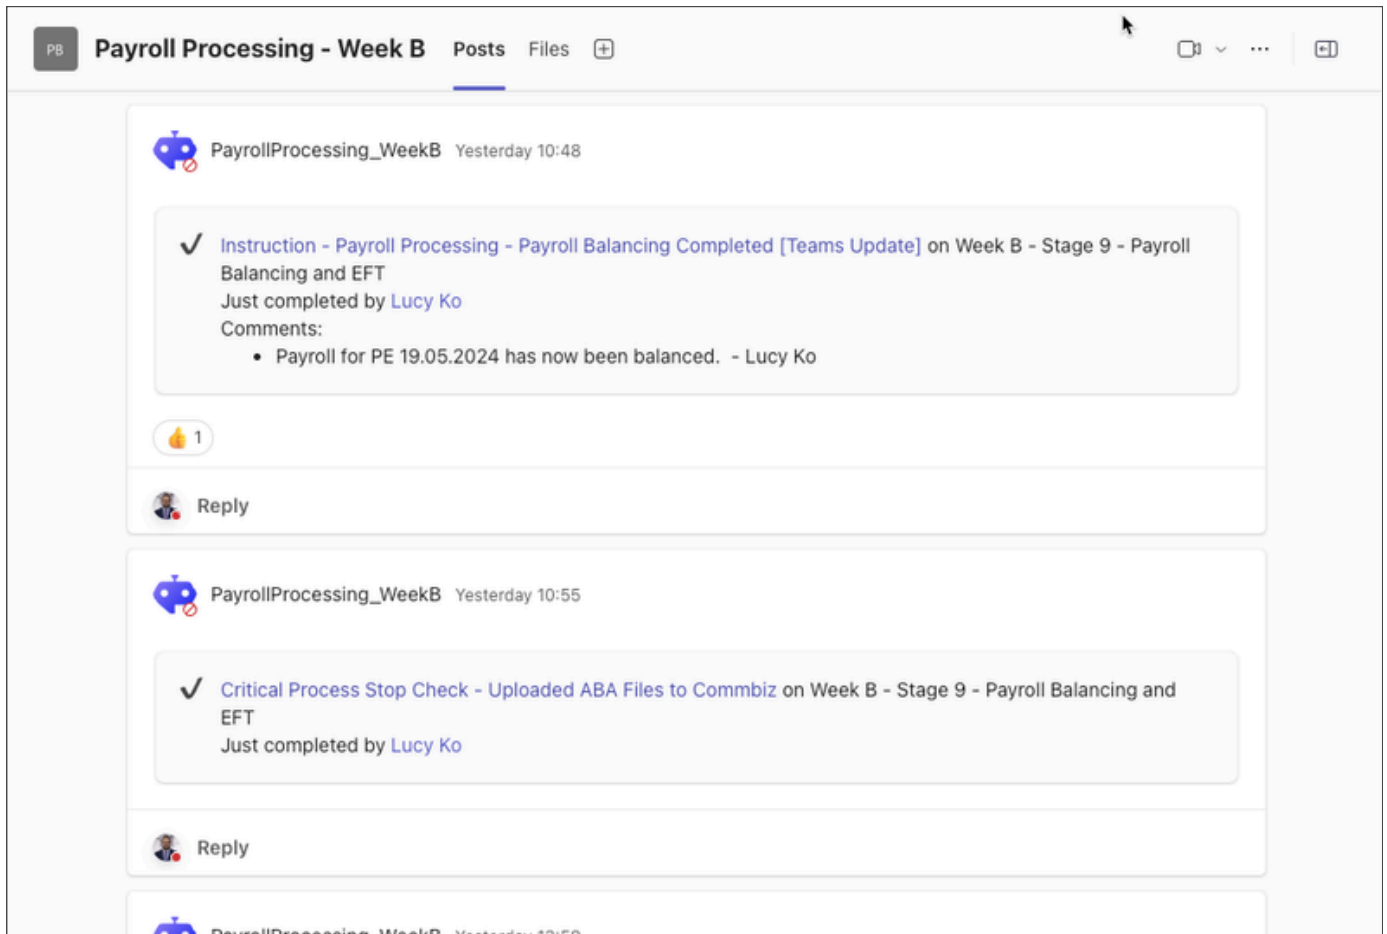 PB Payroll Processing - Week B Posts Files
PayrollProcessing_WeekB Yesterday 10:48
Instruction - Payroll Processing - Payroll Balancing Completed [Teams Update] on Week B - Stage 9 - Payroll
Balancing and EFT
Just completed by Lucy Ko
Comments:
• Payroll for PE 19.05.2024 has now been balanced. - Lucy Ko
1
Reply
PayrollProcessing_WeekB Yesterday 10:55
Critical Process Stop Check - Uploaded ABA Files to Commbiz on Week B - Stage 9 - Payroll Balancing and
EFT
Just completed by Lucy Ko
Reply
PayrollProcessing_WeekB Yesterday